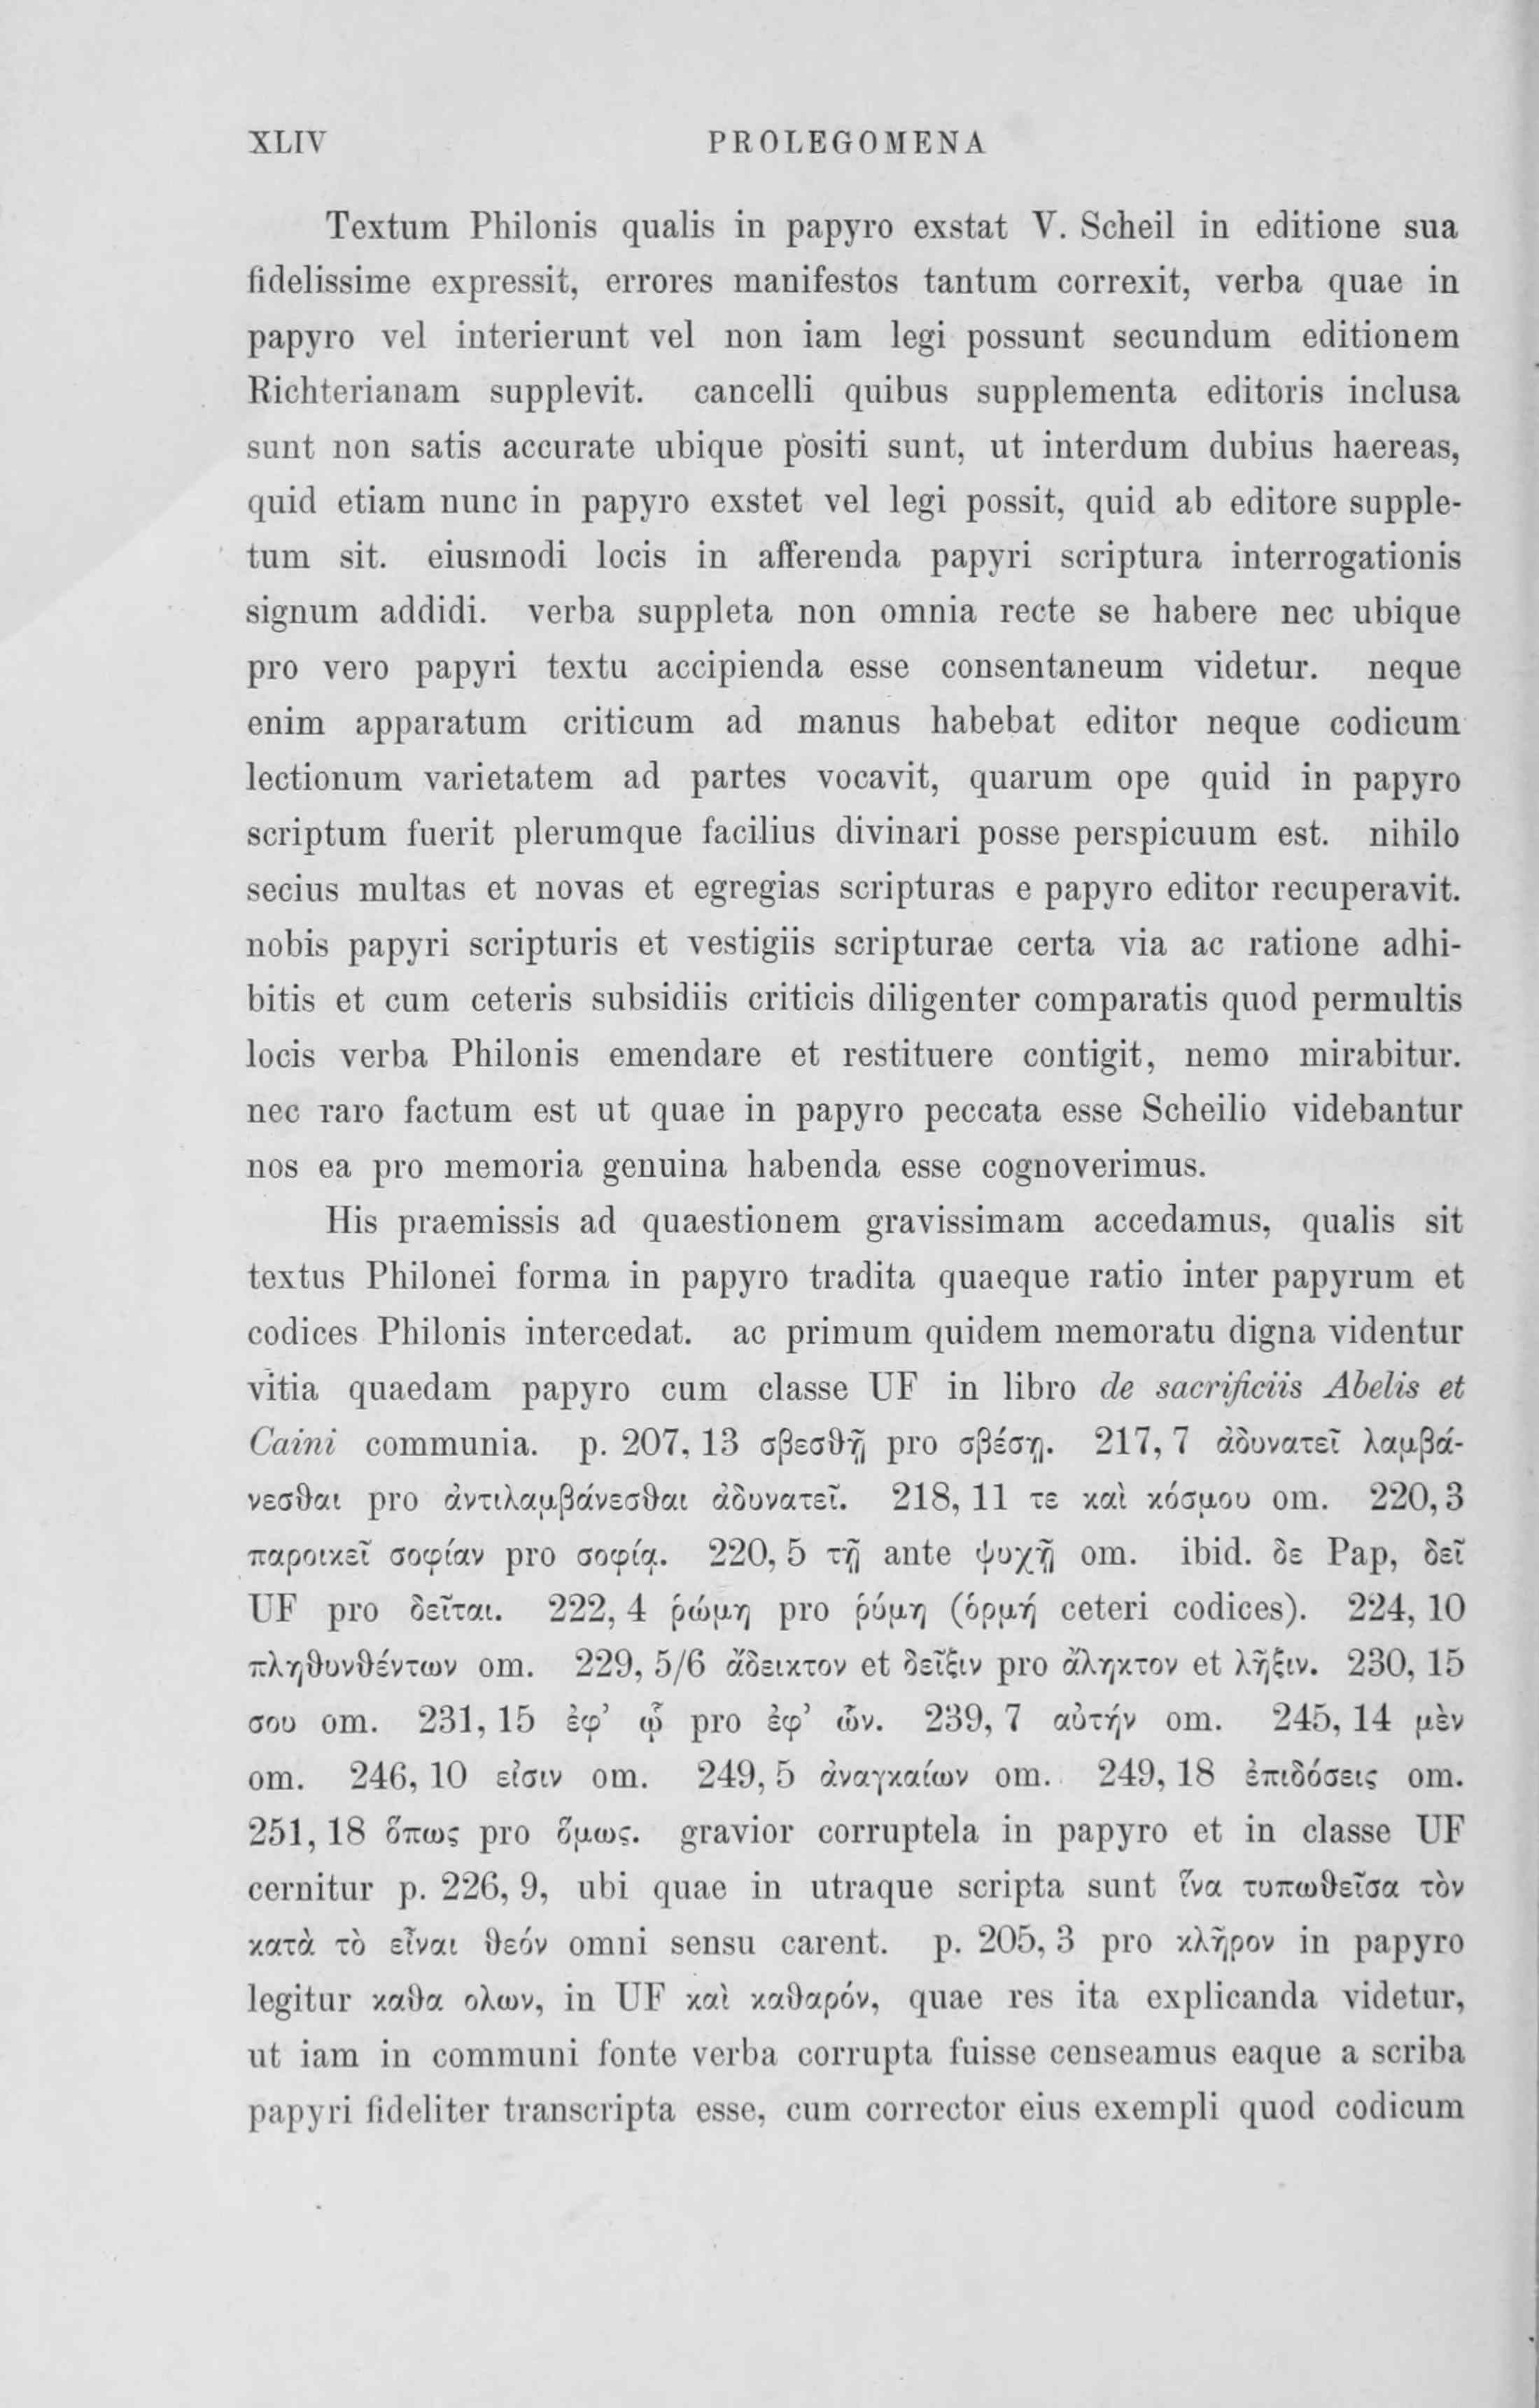 XLIV PROLEGOMENA
Textum Philonis qualis in papyro exstat V. Scheil in editione sua
fidelissime expressit, errores manifestos tantum correxit, verba quae in
papyro vel interierunt vel non iam legi possunt secundum editionem
Richterianam supplevit. cancelli quibus supplementa editoris inclusa
sunt non satis accurate ubique positi sunt, ut interdum dubius haereas,
quid etiam nunc in papyro exstet vel legi possit, quid ab editore supple-
tum sit. eiusmodi locis in afferenda papyri scriptura interrogationis
signum addidi. verba suppleta non omnia recte se habere nec ubique
pro vero papyri textu accipienda esse consentaneum videtur. neque
enim apparatum criticum ad manus habebat editor neque codicum
lectionum varietatem ad partes vocavit, quarum ope quid in papyro
scriptum fuerit plerumque facilius divinari posse perspicuum est. nihilo
secius multas et novas et egregias scripturas e papyro editor recuperavit.
nobis papyri scripturis et vestigiis scripturae certa via ac ratione adhi-
bitis et cum ceteris subsidiis criticis diligenter comparatis quod permultis
locis verba Philonis emendare et restituere contigit, nemo mirabitur.
nec raro factum est ut quae in papyro peccata esse Scheilio videbantur
nos ea pro memoria genuina habenda esse cognoverimus.
His praemissis ad quaestionem gravissimam accedamus, qualis sit
textus Philonei forma in papyro tradita quaeque ratio inter papyrum et
codices Philonis intercedat. ac primum quidem memoratu digna videntur
vitia quaedam papyro cum classe UF in libro de sacrificiis Abelis et
Caini communia. p. 207, 13 σβεσθῇ pro σβέσῃ. 217, 7 ἀδυνατεῖ λαμβά-
νεσθαι pro ἀντιλαμβάνεσθαι ἀδυνατεῖ. 218, 11 τε καὶ κόσμου om. 220, 3
παροικεῖ σοφίαν pro σοφίᾳ. 220, 5 τῇ ante ψυχῇ om. ibid. δε Pap, δεῖ
UF pro δεῖται. 222, 4 ῥώμῃ pro ῥύμῃ (ὁρμή ceteri codices). 224, 10
πληθυνθέντων om. 229, 5/6 ἄδεικτον et δεῖξιν pro ἄληκτον et λῆξιν. 230, 15
σου om. 231, 15 ἐφ’ ᾧ pro ἐφ’ ὧν. 239, 7 αὐτήν om. 245, 14 μὲν
om. 246, 10 εἰσιν om. 249, 5 ἀναγκαίων om. 249, 18 ἐπιδόσεις om.
251, 18 ὅπως pro ὅμως. gravior corruptela in papyro et in classe UF
cernitur p. 226, 9, ubi quae in utraque scripta sunt ἵνα τυπωθεῖσα τὸν
κατὰ τὸ εἶναι θεόν omni sensu carent. p. 205, 3 pro κλῆρον in papyro
legitur καθα ολων, in UF καὶ καθαρόν, quae res ita explicanda videtur,
ut iam in communi fonte verba corrupta fuisse censeamus eaque a scriba
papyri fideliter transcripta esse, cum corrector eius exempli quod codicum